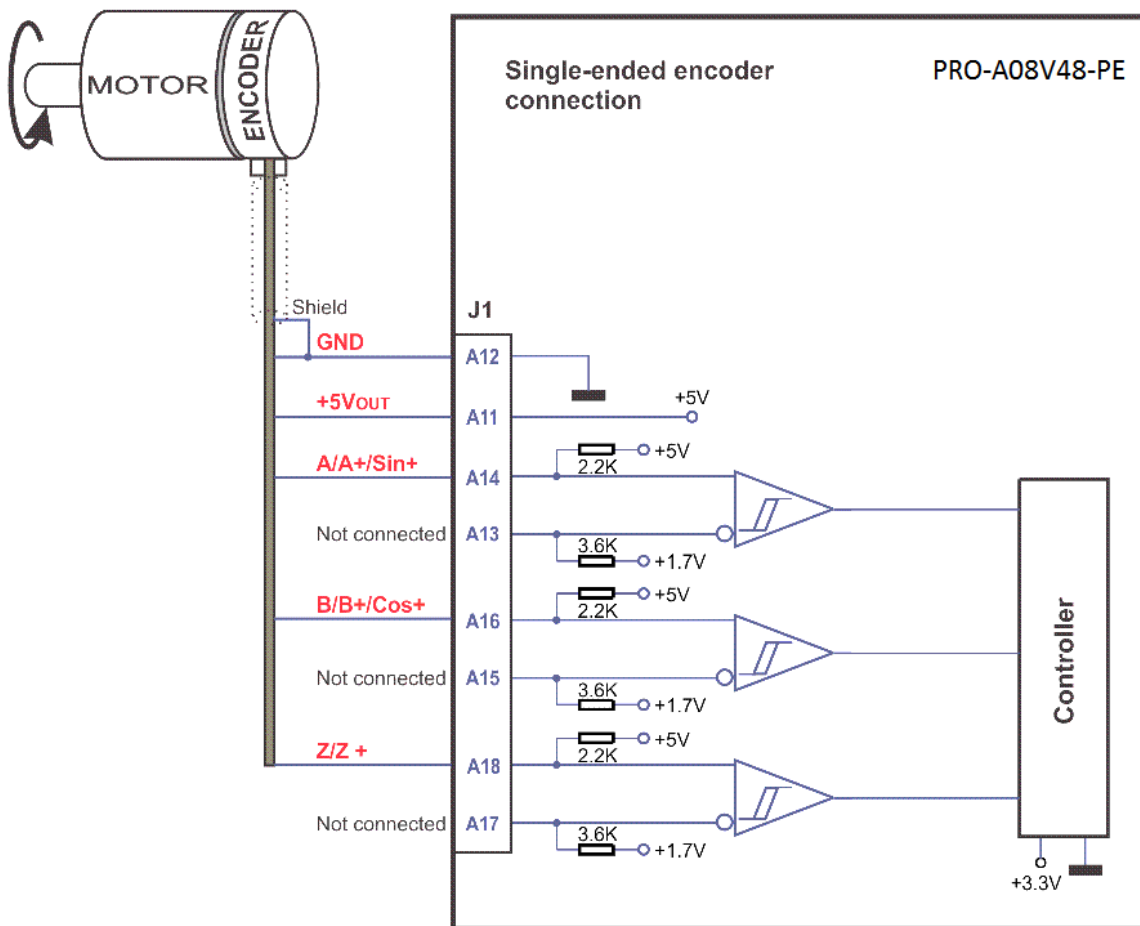 MOTOR
ENCODER
Single-ended encoder
connection
PRO-A08V48-PE
Shield
J1
GND
A12
+5VOUT
A11
+5V
A/A+/Sin+
A14
+5V
2.2K
Not connected
A13
3.6K
+1.7V
B/B+/Cos+
A16
+5V
2.2K
Not connected
A15
3.6K
+1.7V
Z/Z +
A18
+5V
2.2K
Not connected
A17
3.6K
+1.7V
Controller
+3.3V